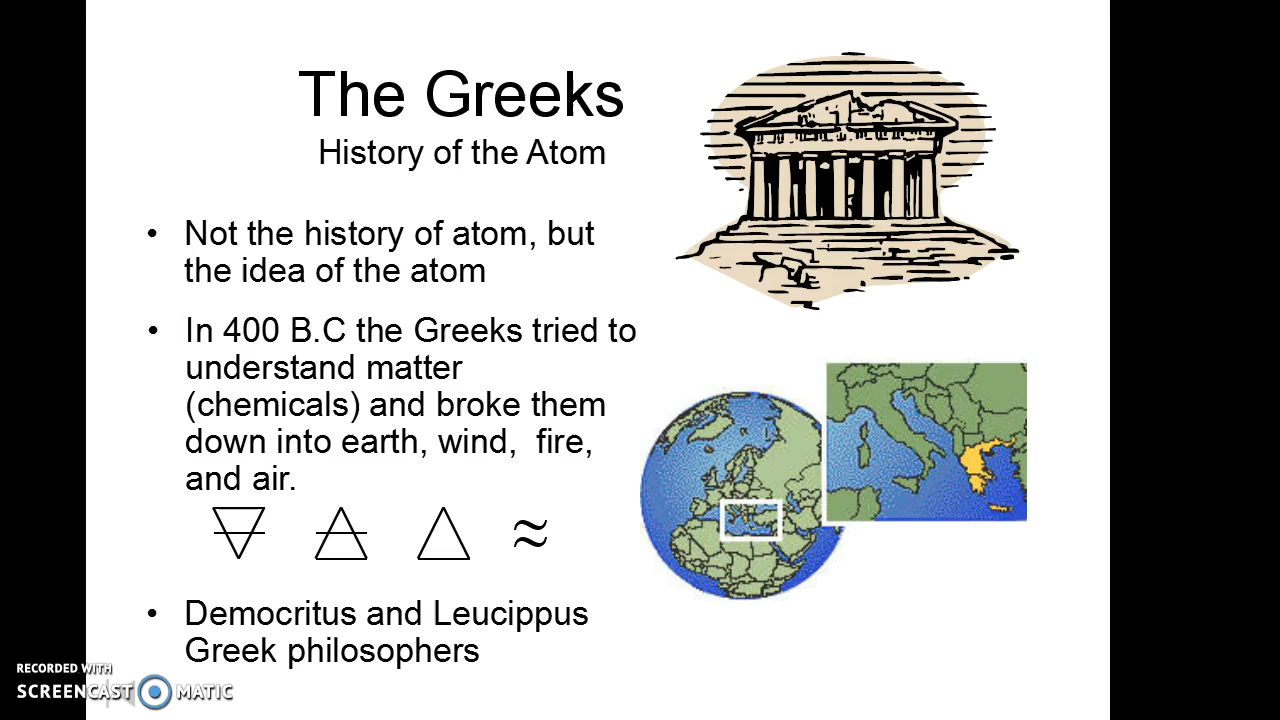 The Greeks
History of the Atom
• Not the history of atom, but
the idea of the atom
• In 400 B.C the Greeks tried to
understand matter
(chemicals) and broke them
down into earth, wind,  fire,
and air.
≈
• Democritus and Leucippus
Greek philosophers
RECORDED WITH
SCREENCAST MATIC